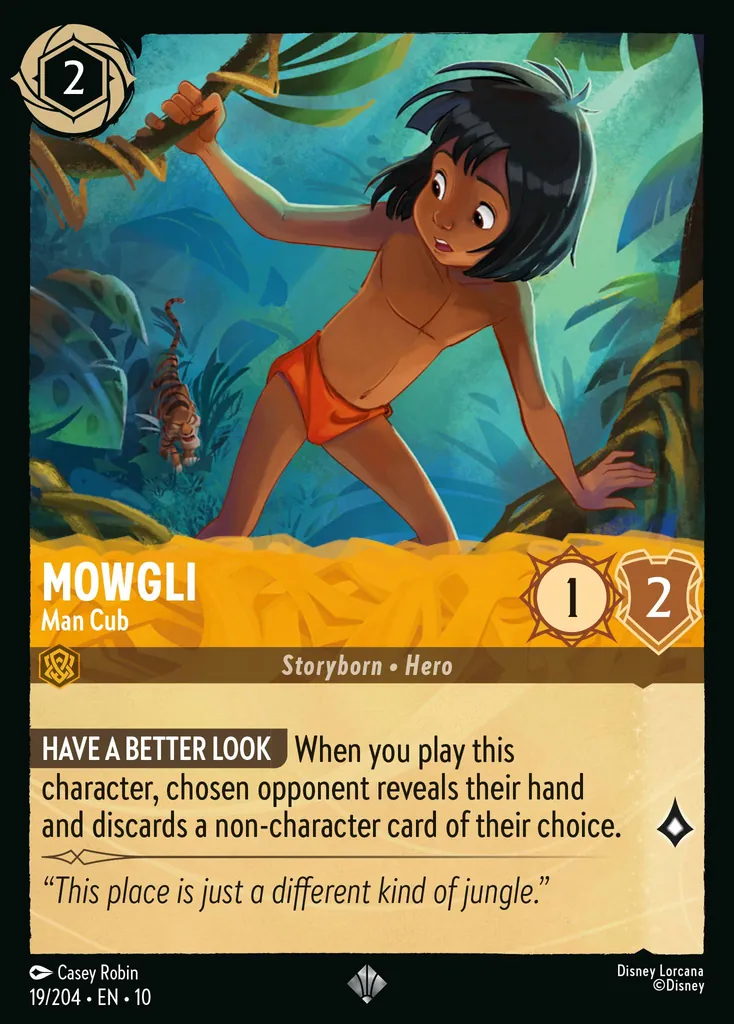 2
MOWGLI
Man Cub
1
2
Storyborn • Hero
HAVE A BETTER LOOK When you play this
character, chosen opponent reveals their hand
and discards a non-character card of their choice.
“This place is just a different kind of jungle.”
Casey Robin
19/204 • EN • 10
Disney Lorcana
©Disney